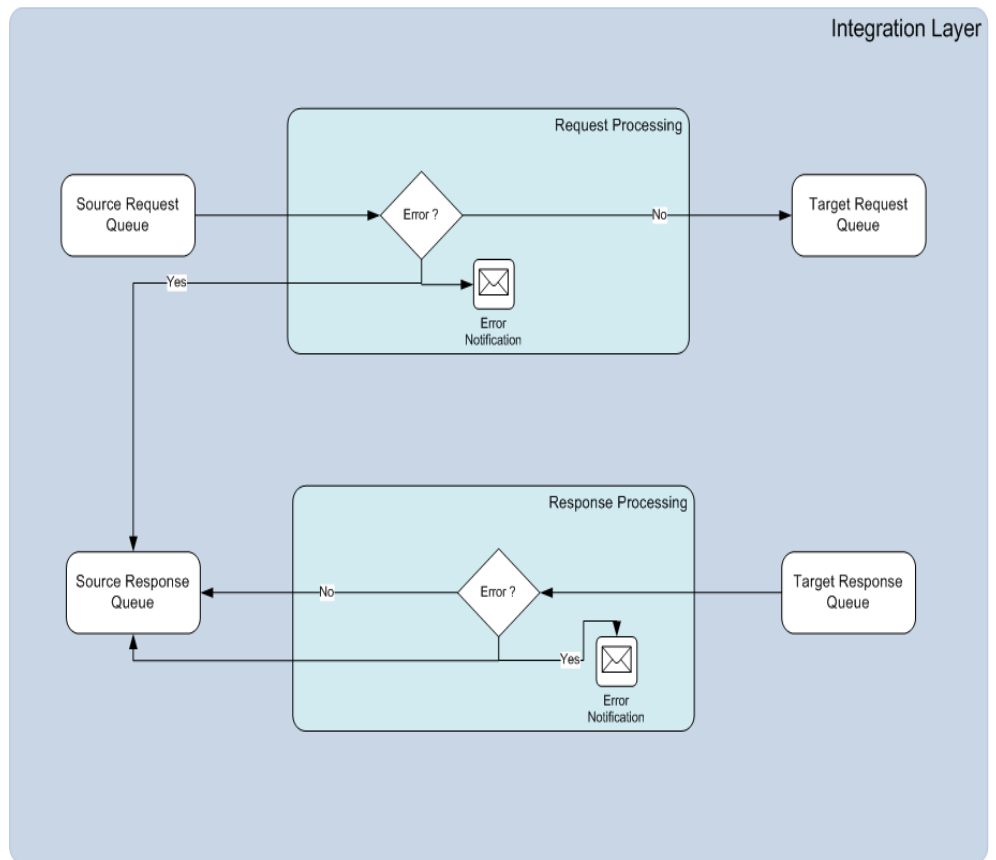 Integration Layer
Request Processing
Source Request
Queue
Error ?
No
Target Request
Queue
Yes
Error
Notification
Response Processing
Source Response
Queue
No
Error ?
Target Response
Queue
Yes
Error
Notification